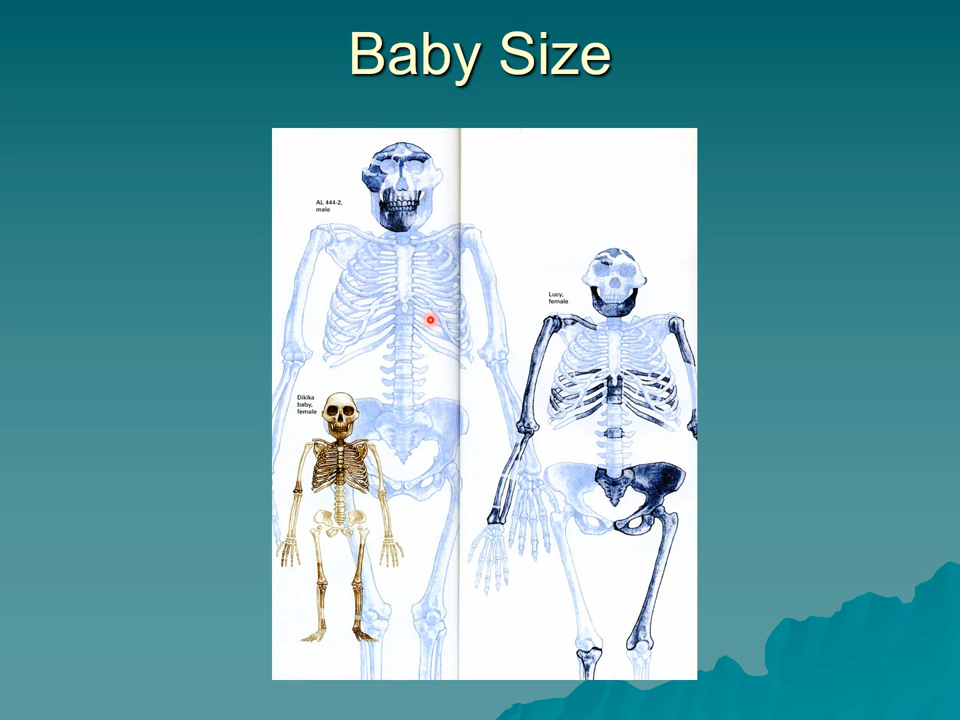 Baby Size
AL 444-2,
male
Lucy,
female
Dikika
baby,
female